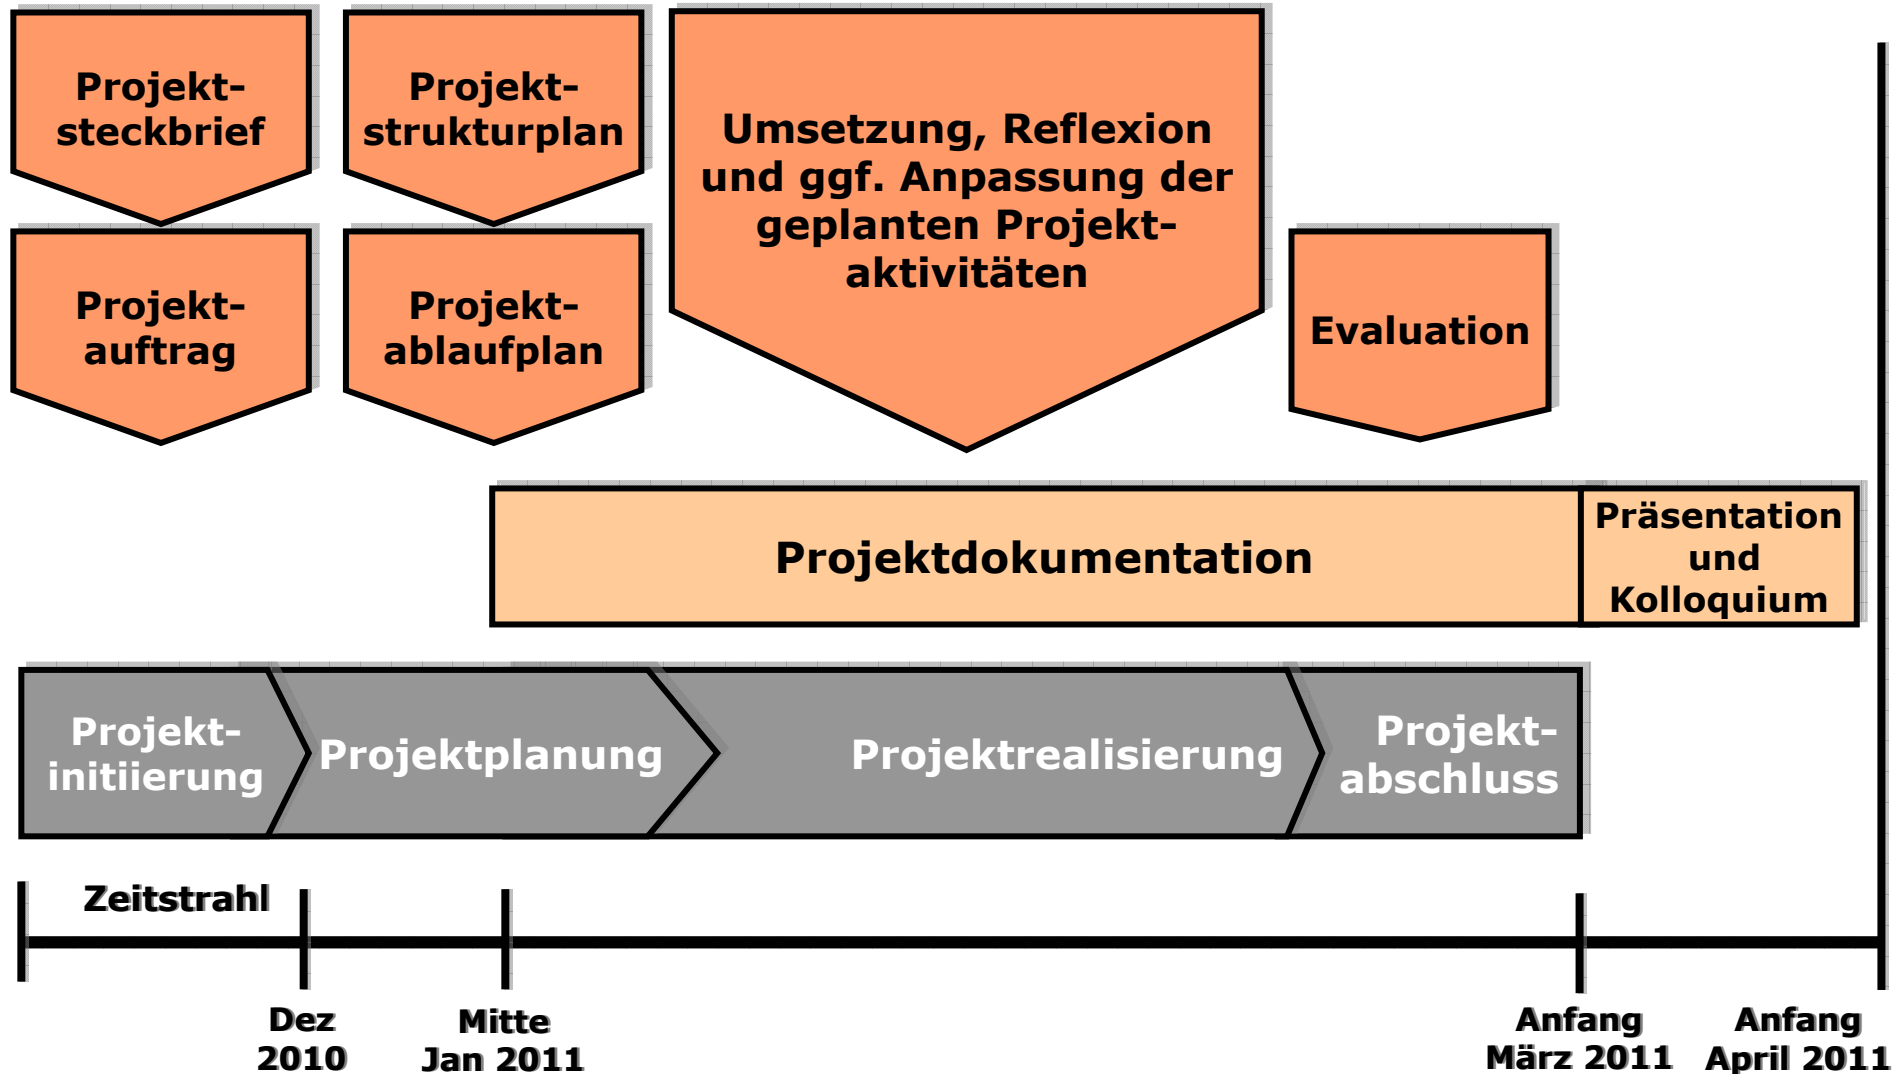 Projekt-
steckbrief
Projekt-
strukturplan
Umsetzung, Reflexion
und ggf. Anpassung der
geplanten Projekt-
aktivitäten
Projekt-
auftrag
Projekt-
ablaufplan
Evaluation
Projektdokumentation
Präsentation
und
Kolloquium
Projekt-
initiierung
Projektplanung
Projektrealisierung
Projekt-
abschluss
Zeitstrahl
Dez
2010
Mitte
Jan 2011
Anfang
März 2011
Anfang
April 2011